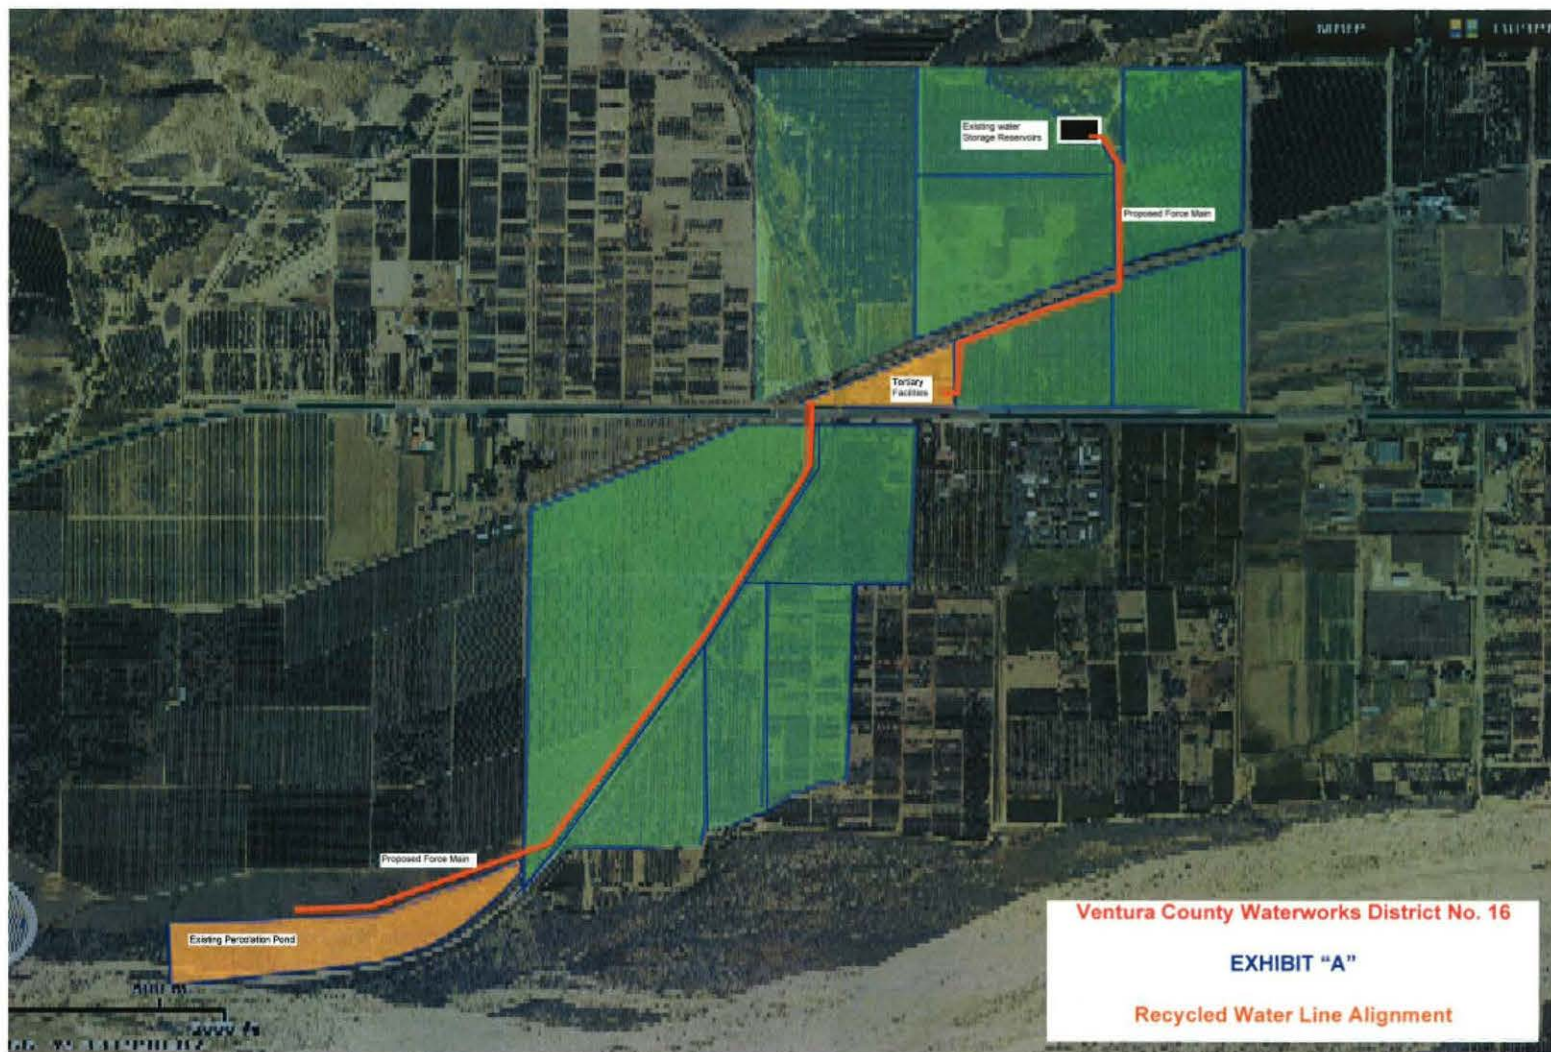 Existing water
Storage Reservoirs
Proposed Force Main
Tertiary
Facilities
Proposed Force Main
Existing Percolation Pond
Ventura County Waterworks District No. 16
EXHIBIT “A”
Recycled Water Line Alignment